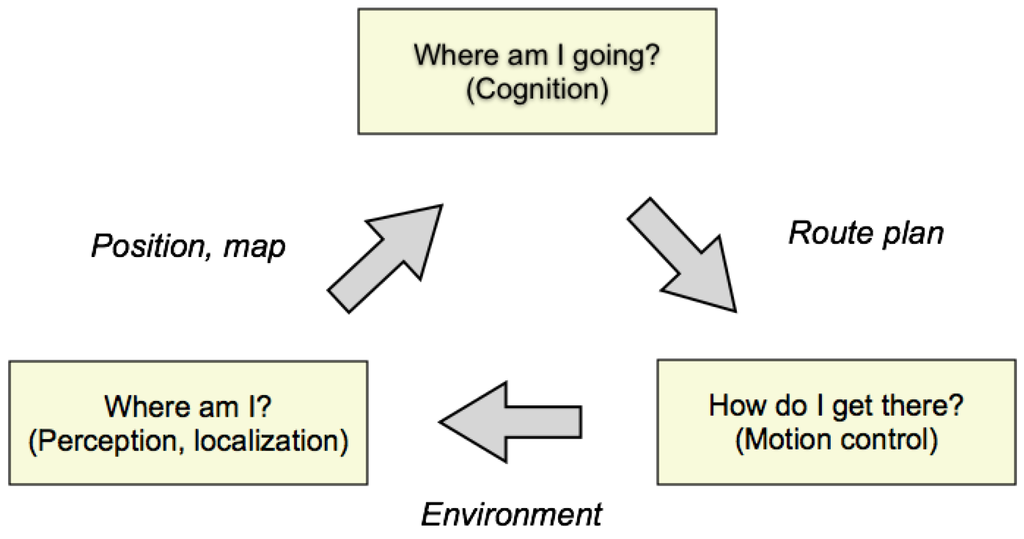 Where am I going?
(Cognition)
Position, map
Route plan
Where am I?
(Perception, localization)
How do I get there?
(Motion control)
Environment